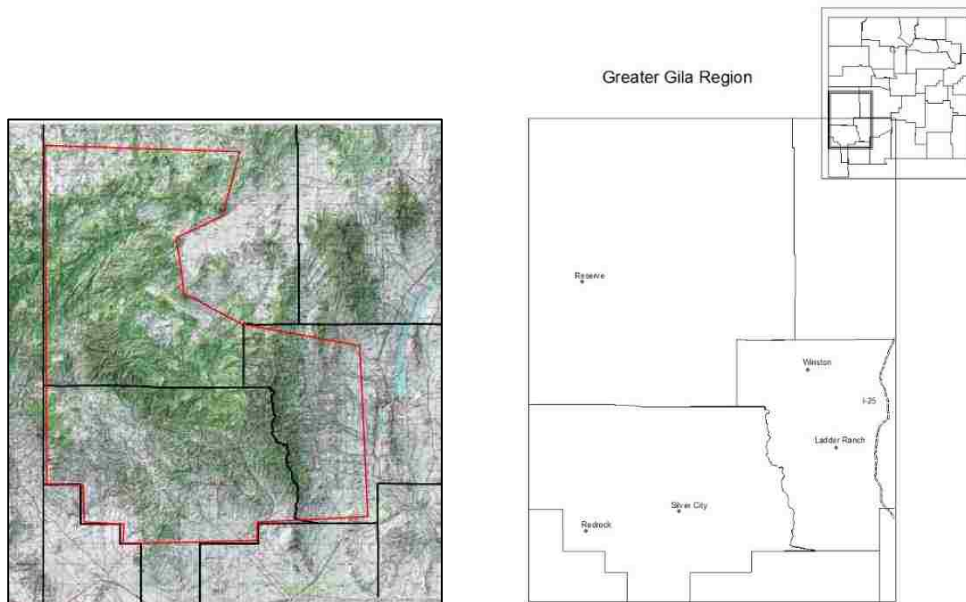 Greater Gila Region
Reserve
Winston
I-25
Ladder Ranch
Silver City
Redrock